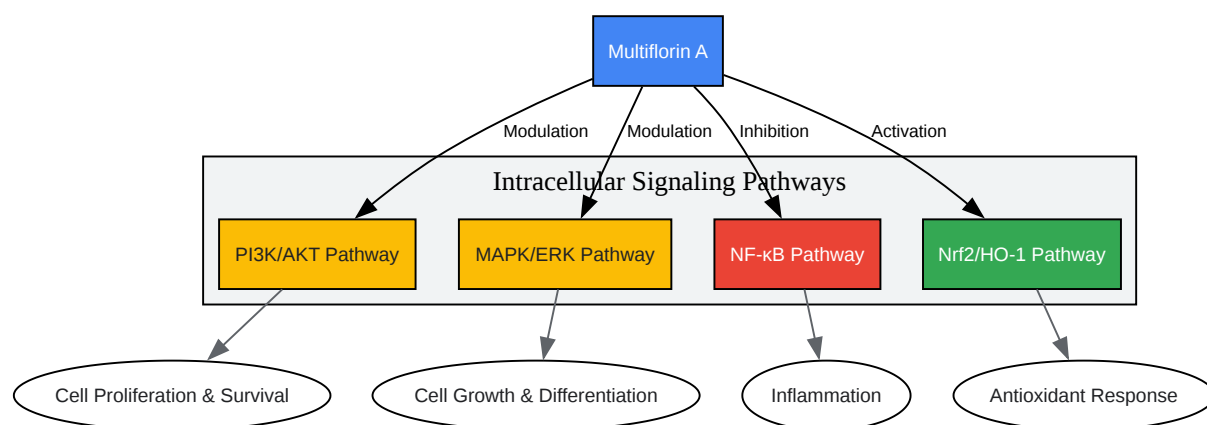 Multiflorin A
Modulation
Modulation
Inhibition
Activation
Intracellular Signaling Pathways
PI3K/AKT Pathway
MAPK/ERK Pathway
NF-κB Pathway
Nrf2/HO-1 Pathway
Cell Proliferation & Survival
Cell Growth & Differentiation
Inflammation
Antioxidant Response